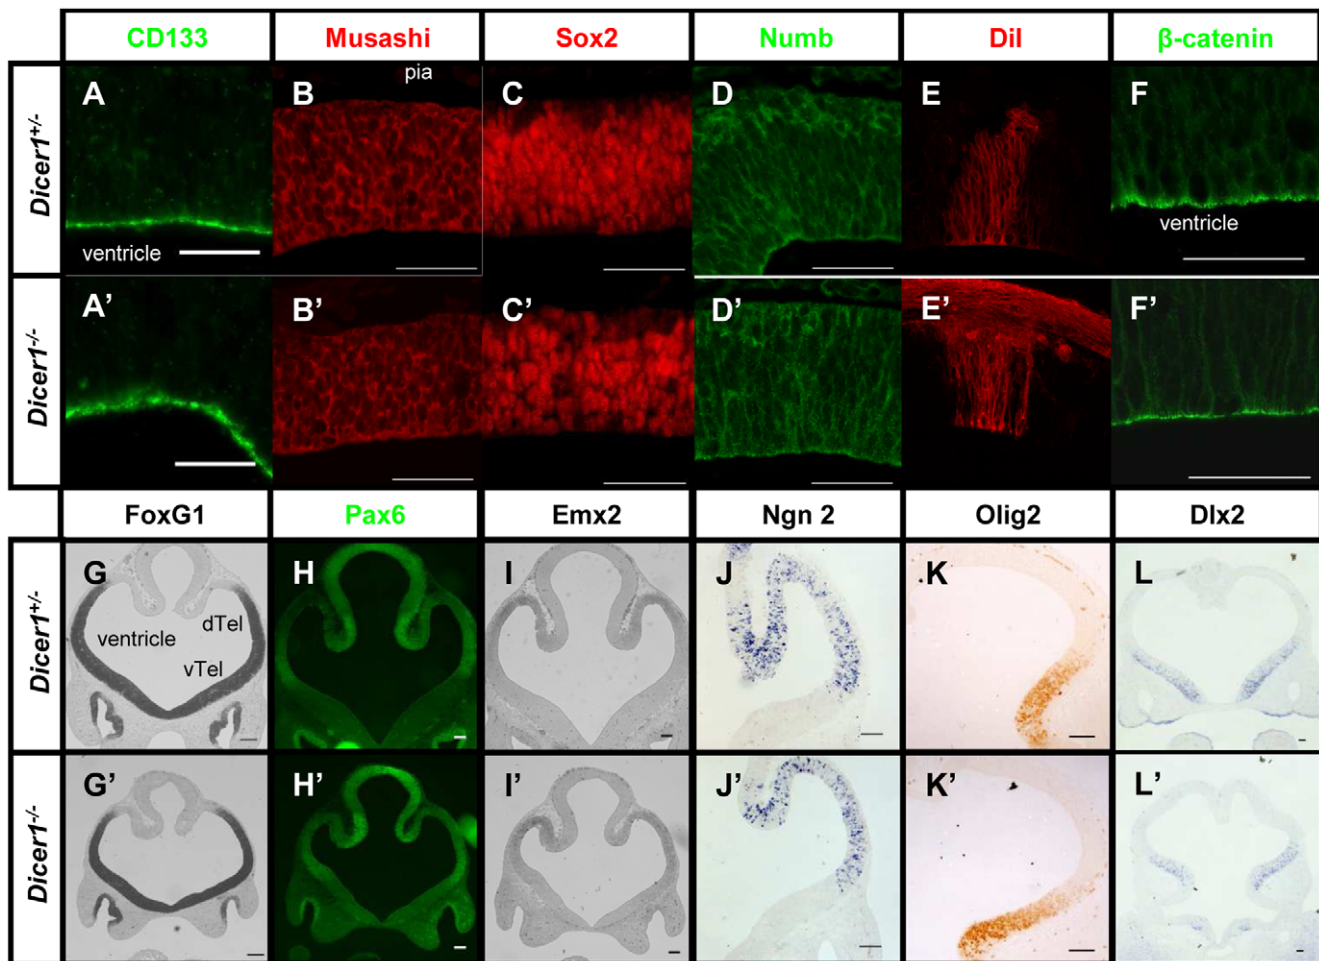 CD133 Musashi Sox2 Numb DiI β-catenin
Dicer1+/-
A B C D E F
pia
ventricle
ventricle
Dicer1-/-
A’ B’ C’ D’ E’ F’
FoxG1 Pax6 Emx2 Ngn 2 Olig2 Dlx2
Dicer1+/-
G H I J K L
ventricle dTel
vTel
Dicer1-/-
G’ H’ I’ J’ K’ L’